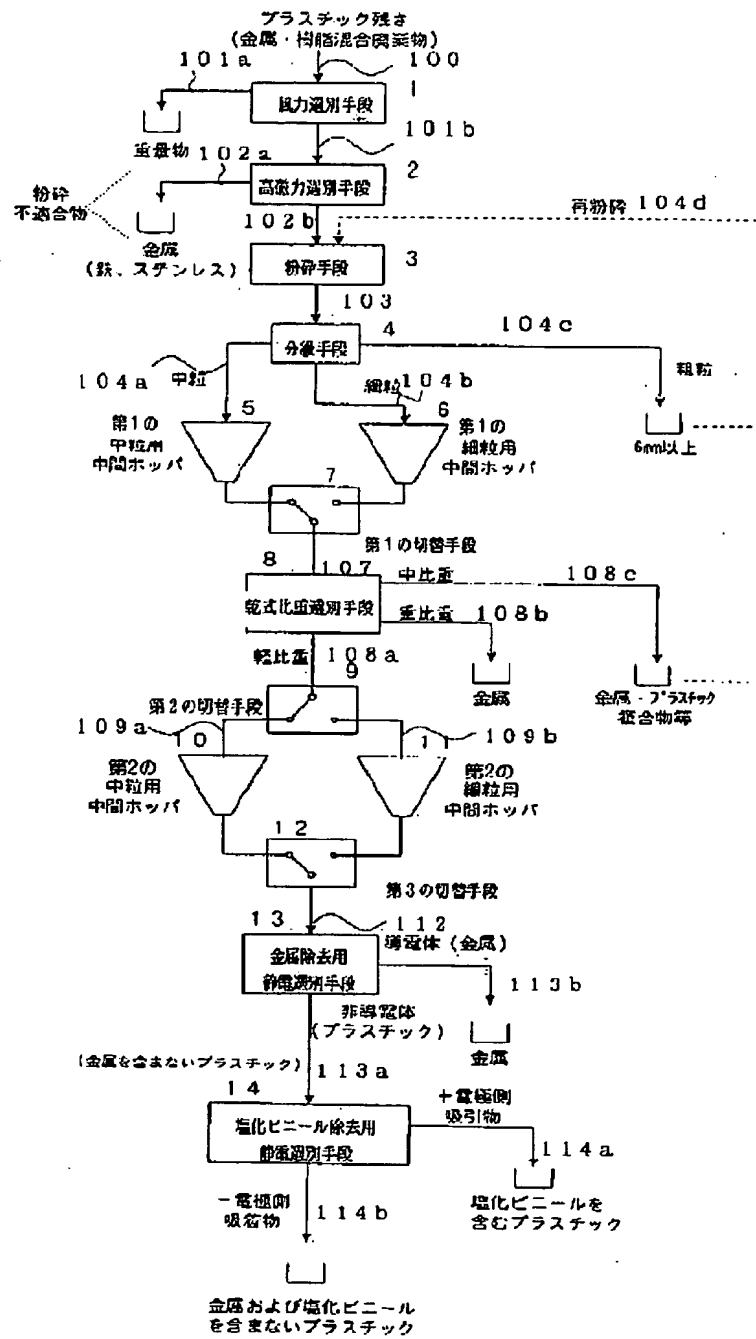 プラスチック残さ
(金属・樹脂混合廃棄物)
100
101a
風力選別手段
1
重量物
101b
102a
高磁力選別手段
2
粉砕
不適合物
金属
(鉄、ステンレス)
102b
再粉砕 104d
粉砕手段
3
103
分級手段
4
104c
104a
中粒
細粒
104b
粗粒
6mm以上
第1の
中粒用
中間ホッパ
5
6
第1の
細粒用
中間ホッパ
7
第1の切替手段
8
107
乾式比重選別手段
中比重
108c
重比重
108b
軽比重
108a
金属
金属・プラスチック
複合物等
9
第2の切替手段
109a
10
11
109b
第2の
中粒用
中間ホッパ
第2の
細粒用
中間ホッパ
12
第3の切替手段
13
112
金属除去用
静電選別手段
導電体(金属)
113b
金属
非導電体
(プラスチック)
(金属を含まないプラスチック)
113a
14
塩化ビニール除去用
静電選別手段
+電極側
吸引物
114a
塩化ビニールを
含むプラスチック
-電極側
吸着物
114b
金属および塩化ビニール
を含まないプラスチック